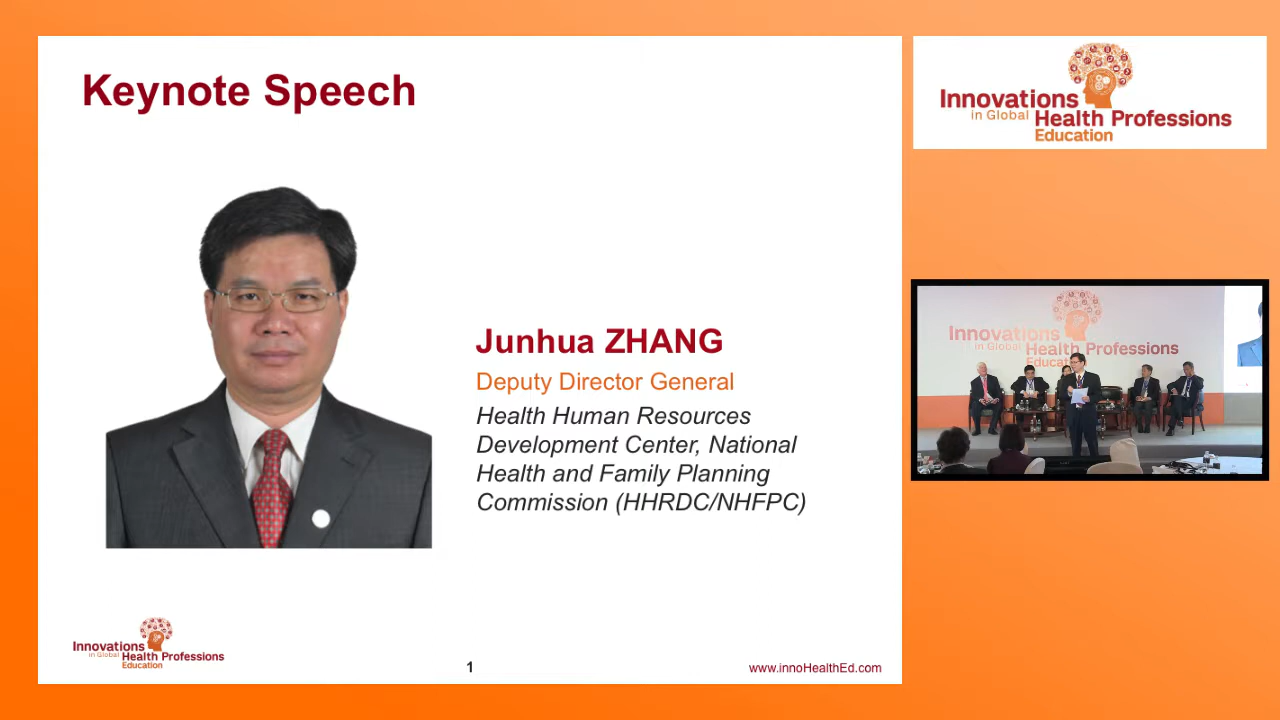 Keynote Speech
Junhua ZHANG
Deputy Director General
Health Human Resources
Development Center, National
Health and Family Planning
Commission (HHRDC/NHFPC)
Innovations
in Global Health Professions
Education
1
www.innoHealthEd.com
Innovations
in Global Health Professions
Education
Innovations
in Global Health Professions
Education